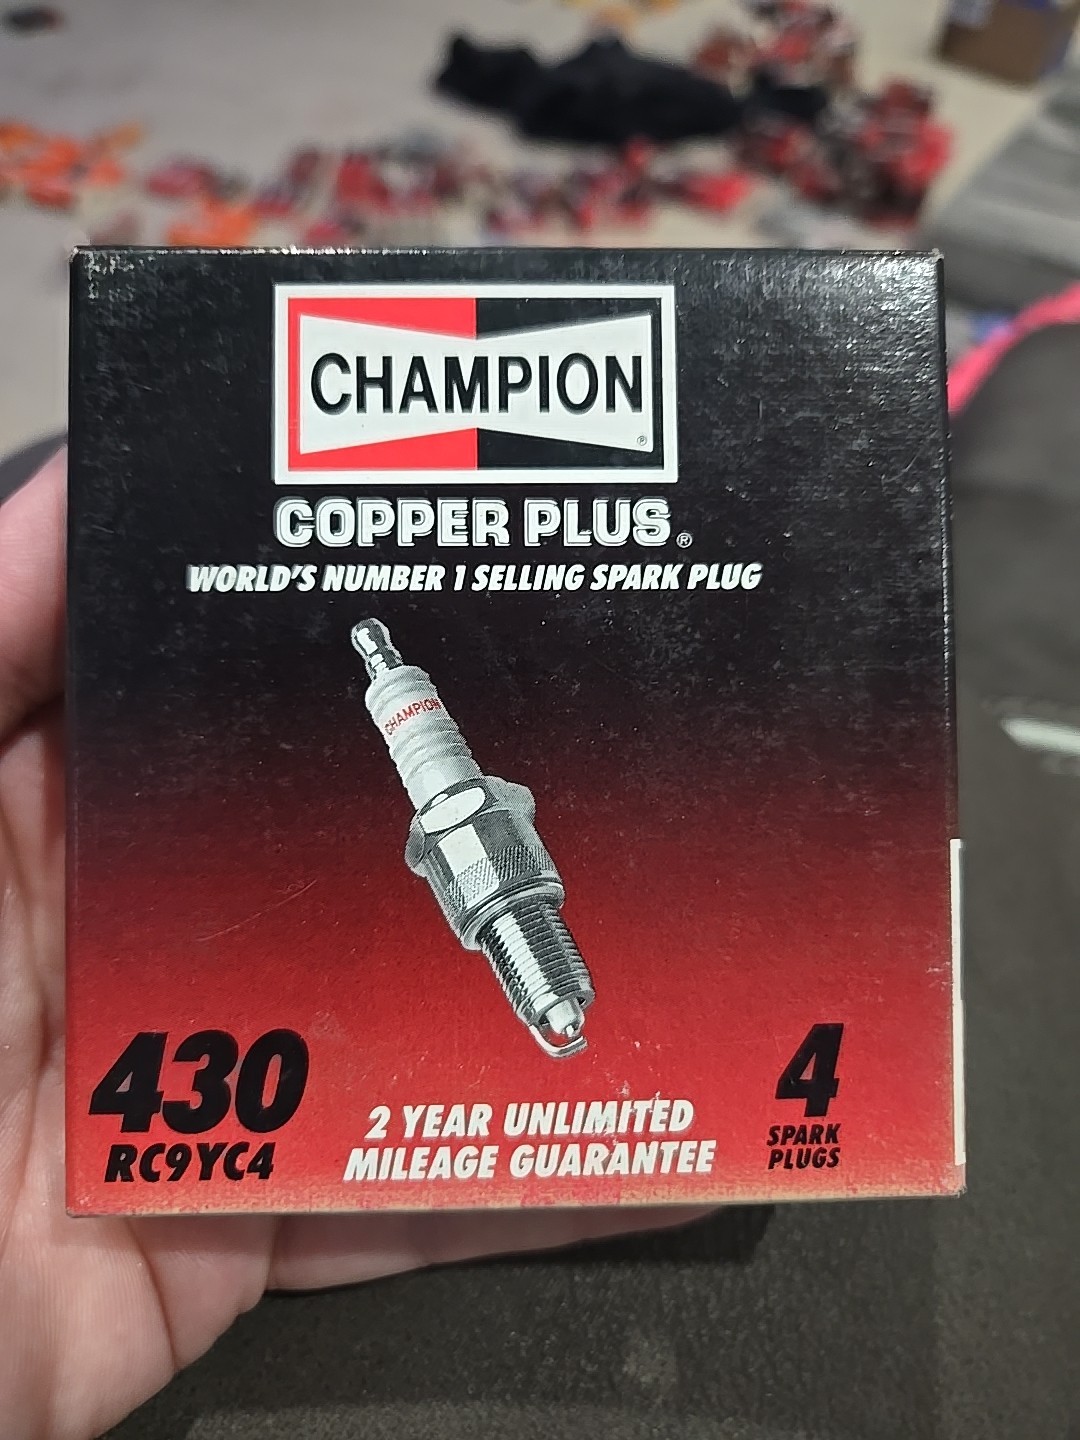 CHAMPION
®
COPPER PLUS®
WORLD'S NUMBER 1 SELLING SPARK PLUG
CHAMPION
430
RC9YC4
2 YEAR UNLIMITED
MILEAGE GUARANTEE
4
SPARK
PLUGS